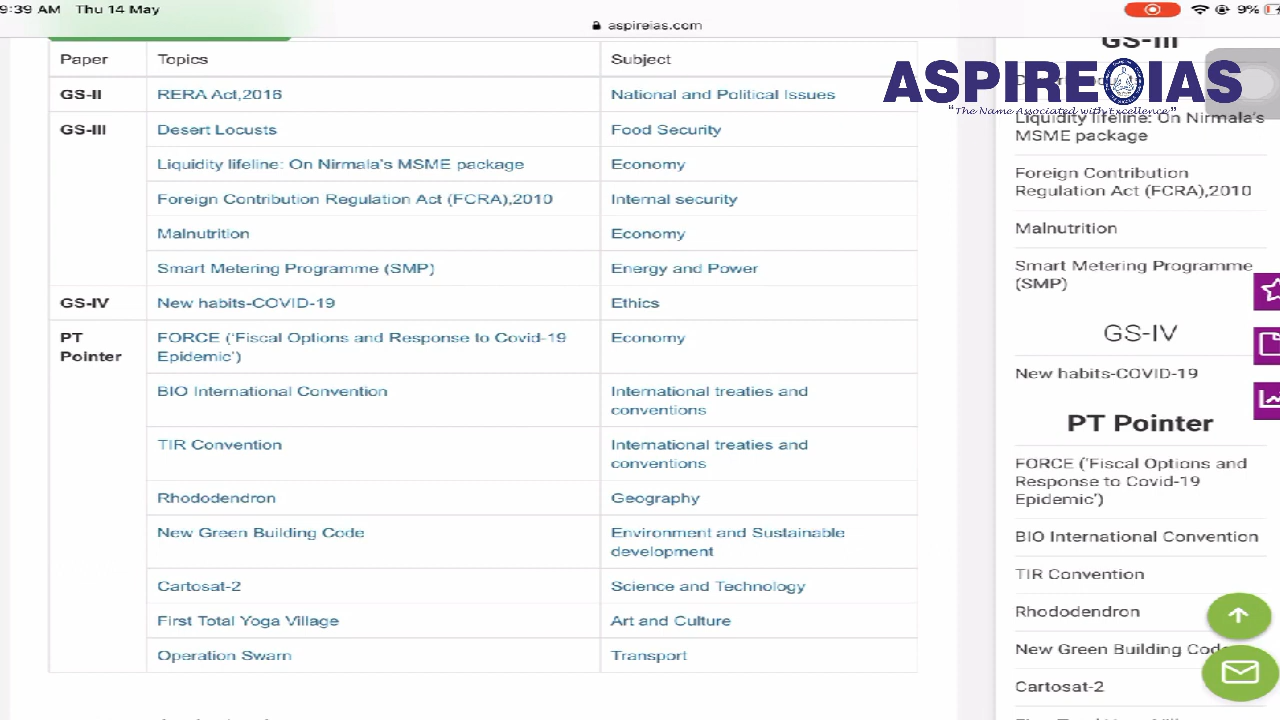 9:39 AM Thu 14 May
aspireias.com
9%
Paper Topics Subject
GS-II RERA Act,2016 National and Political Issues
GS-III Desert Locusts Food Security
Liquidity lifeline: On Nirmala's MSME package Economy
Foreign Contribution Regulation Act (FCRA),2010 Internal security
Malnutrition Economy
Smart Metering Programme (SMP) Energy and Power
GS-IV New habits-COVID-19 Ethics
PT Pointer
FORCE ('Fiscal Options and Response to Covid-19
Epidemic')
Economy
BIO International Convention International treaties and
conventions
TIR Convention International treaties and
conventions
Rhododendron Geography
New Green Building Code Environment and Sustainable
development
Cartosat-2 Science and Technology
First Total Yoga Village Art and Culture
Operation Swarn Transport
GS-III
ASPIRE IAS
"The Name Associated with Excellence"
Liquidity lifeline: On Nirmala's
MSME package
Foreign Contribution
Regulation Act (FCRA),2010
Malnutrition
Smart Metering Programme
(SMP)
GS-IV
New habits-COVID-19
PT Pointer
FORCE ('Fiscal Options and
Response to Covid-19
Epidemic')
BIO International Convention
TIR Convention
Rhododendron
New Green Building Code
Cartosat-2